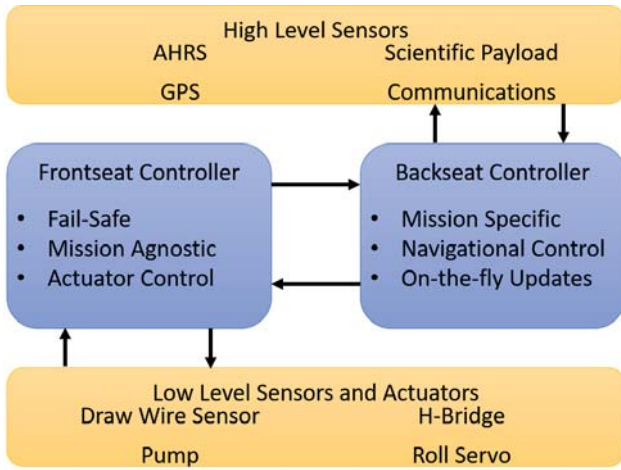 High Level Sensors
AHRS Scientific Payload
GPS Communications
Frontseat Controller
• Fail-Safe
• Mission Agnostic
• Actuator Control
Backseat Controller
• Mission Specific
• Navigational Control
• On-the-fly Updates
Low Level Sensors and Actuators
Draw Wire Sensor H-Bridge
Pump Roll Servo